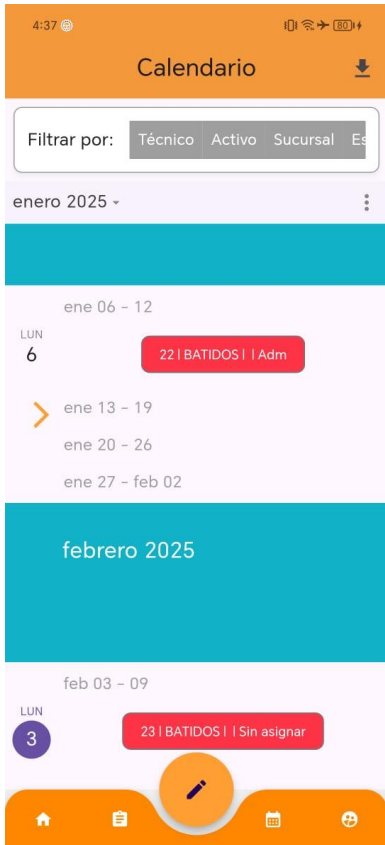 4:37
80
Calendario
Filtrar por: Técnico Activo Sucursal Es
enero 2025
ene 06 – 12
LUN
6
22 | BATIDOS | | Adm
ene 13 – 19
ene 20 – 26
ene 27 – feb 02
febrero 2025
feb 03 – 09
LUN
3
23 | BATIDOS | | Sin asignar